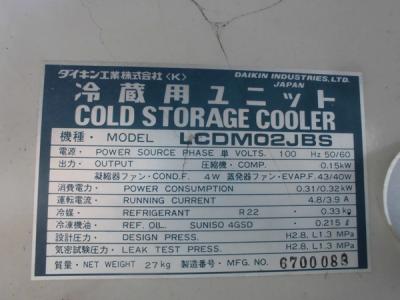 ダイキン工業株式会社〈K〉 DAIKIN INDUSTRIES, LTD. JAPAN
冷蔵用ユニット
COLD STORAGE COOLER
機種・ MODEL LCDM02JBS
電源・ POWER SOURCE PHASE 単 VOLTS. 100 Hz 50/60
出力・ OUTPUT 圧縮機・COMP. 0.15kW
凝縮器ファン・COND.F. 4W 蒸発器ファン・EVAP.F. 43/40W
消費電力・ POWER CONSUMPTION 0.31/0.32kW
運転電流・ RUNNING CURRENT 4.8/3.9A
冷媒・ REFRIGERANT R22 0.33kg
冷凍機油・ REF. OIL. SUNISO 4GSD 0.215ℓ
設計圧力・ DESIGN PRESS. H2.8, L1.3 MPa
気密試験圧力・ LEAK TEST PRESS. H2.8, L1.3 MPa
質量・ NET WEIGHT 27kg 製造番号・ MFG. NO. 6700083